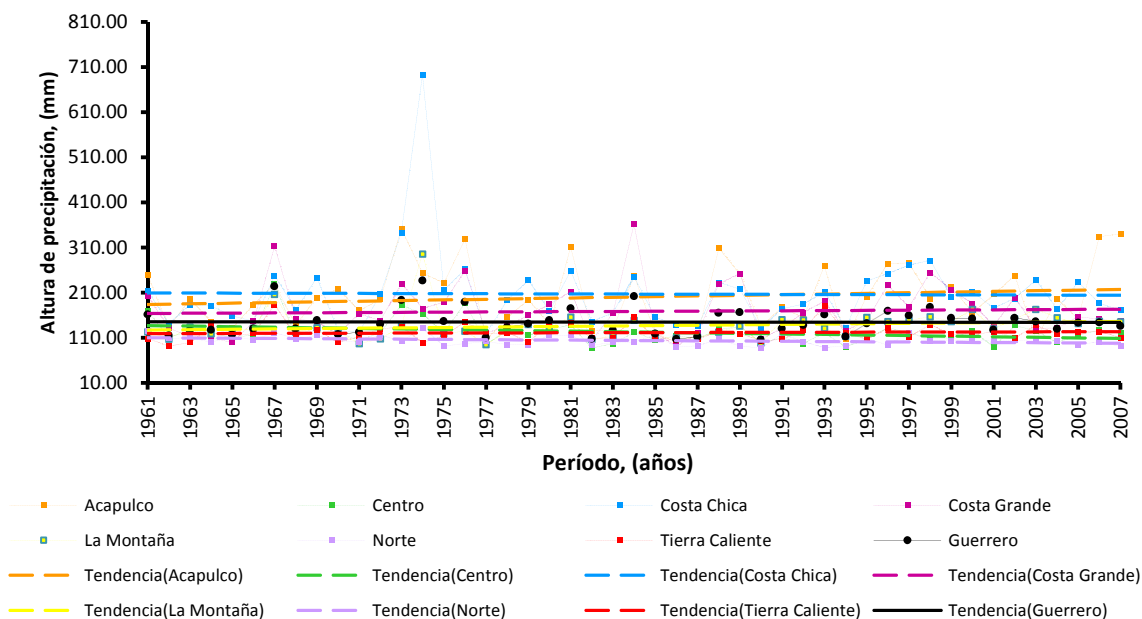 Altura de precipitación, (mm)
810.00
710.00
610.00
510.00
410.00
310.00
210.00
110.00
10.00
1961
1963
1965
1967
1969
1971
1973
1975
1977
1979
1981
1983
1985
1987
1989
1991
1993
1995
1997
1999
2001
2003
2005
2007
Período, (años)
Acapulco
Centro
Costa Chica
Costa Grande
La Montaña
Norte
Tierra Caliente
Guerrero
Tendencia(Acapulco)
Tendencia(Centro)
Tendencia(Costa Chica)
Tendencia(Costa Grande)
Tendencia(La Montaña)
Tendencia(Norte)
Tendencia(Tierra Caliente)
Tendencia(Guerrero)